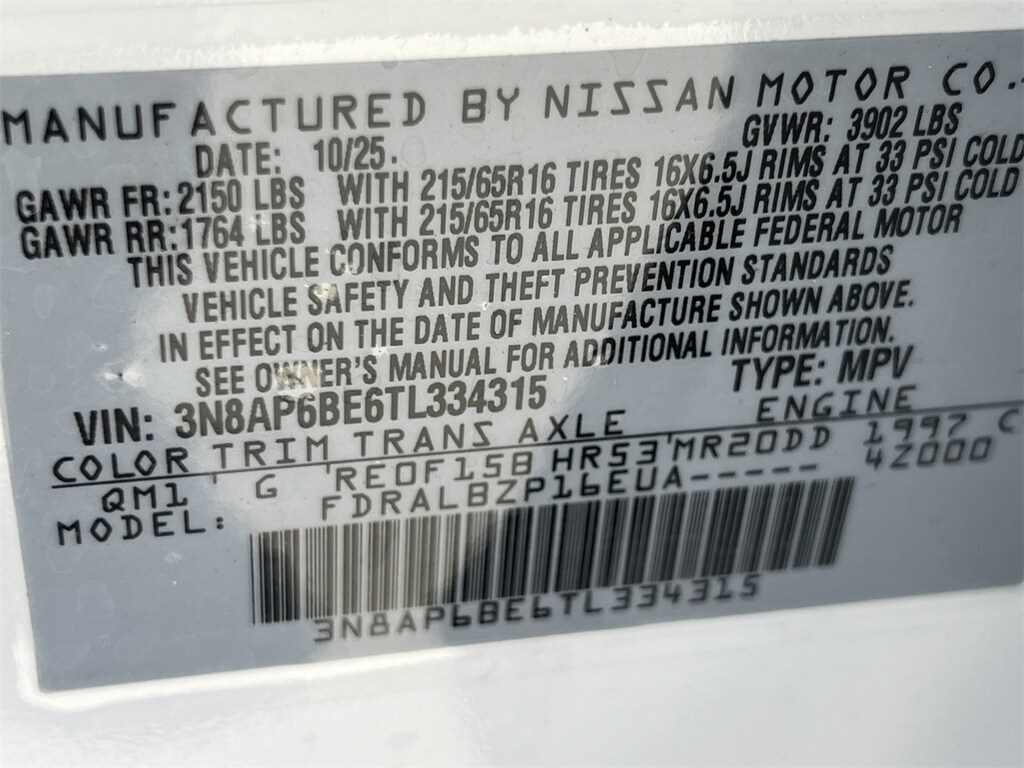 MANUFACTURED BY NISSAN MOTOR CO.
DATE: 10/25. GVWR: 3902 LBS
GAWR FR: 2150 LBS WITH 215/65R16 TIRES 16X6.5J RIMS AT 33 PSI COLD
GAWR RR: 1764 LBS WITH 215/65R16 TIRES 16X6.5J RIMS AT 33 PSI COLD
THIS VEHICLE CONFORMS TO ALL APPLICABLE FEDERAL MOTOR
VEHICLE SAFETY AND THEFT PREVENTION STANDARDS
IN EFFECT ON THE DATE OF MANUFACTURE SHOWN ABOVE.
SEE OWNER'S MANUAL FOR ADDITIONAL INFORMATION.
VIN: 3N8AP6BE6TL334315 TYPE: MPV
COLOR TRIM TRANS AXLE ENGINE
QM1 G RE0F15B HR53 MR20DD 1997 C
MODEL: FDRALBZP16EUA----- 42000
3N8AP6BE6TL334315